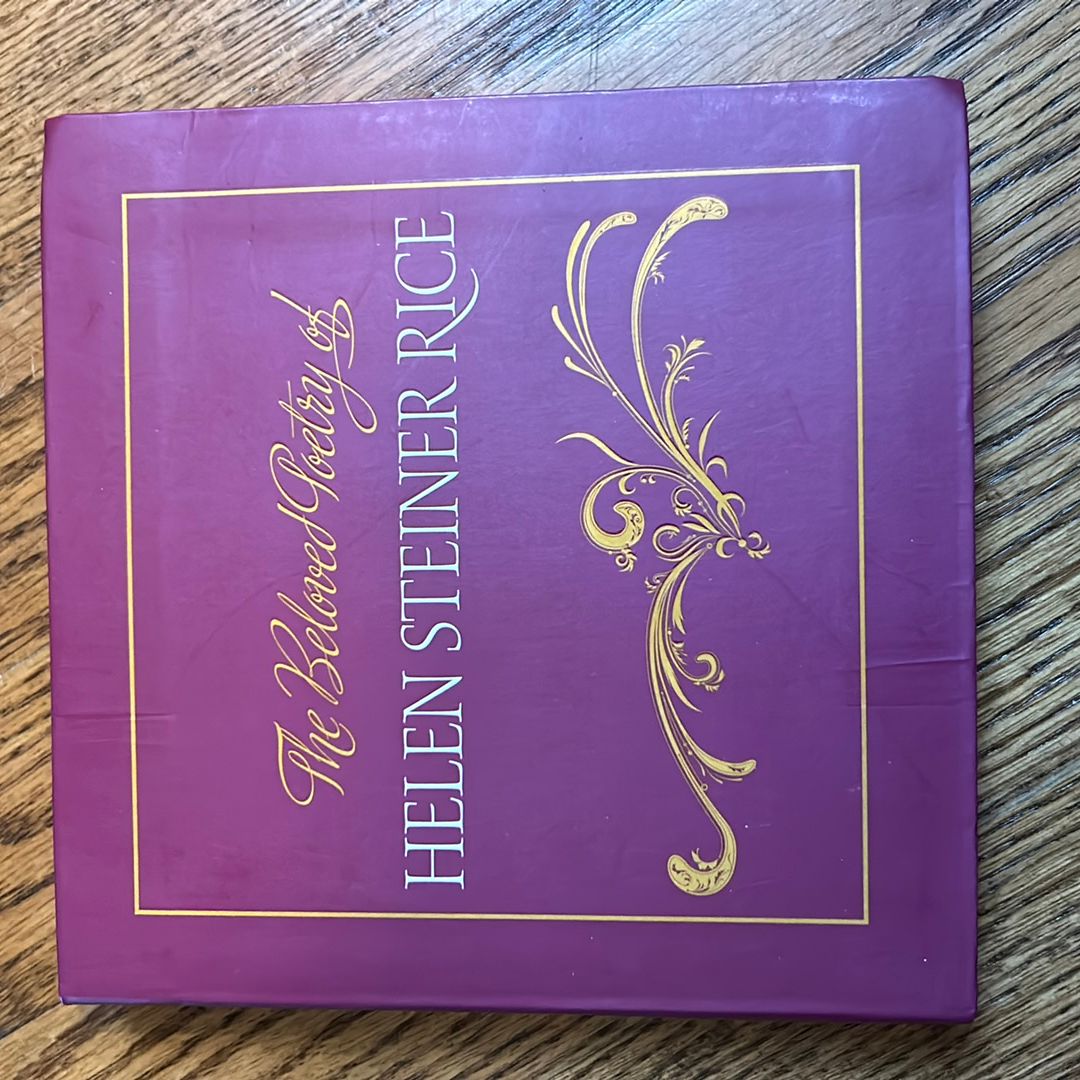 The Beloved Poetry of
HELEN STEINER RICE